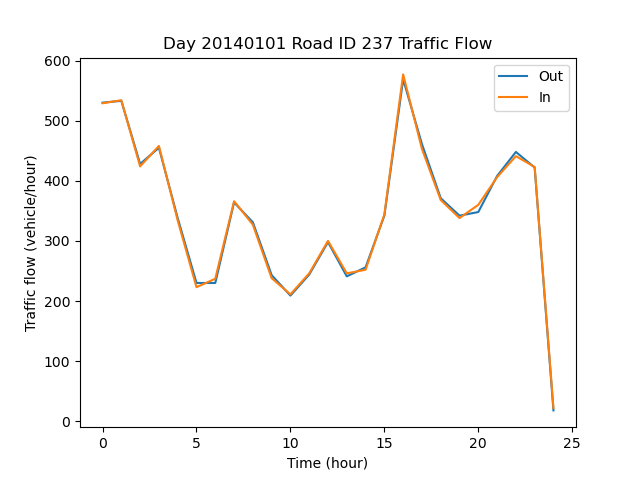 Day 20140101 Road ID 237 Traffic Flow
Out
In
600
500
400
300
200
100
0
Traffic flow (vehicle/hour)
0 5 10 15 20 25
Time (hour)